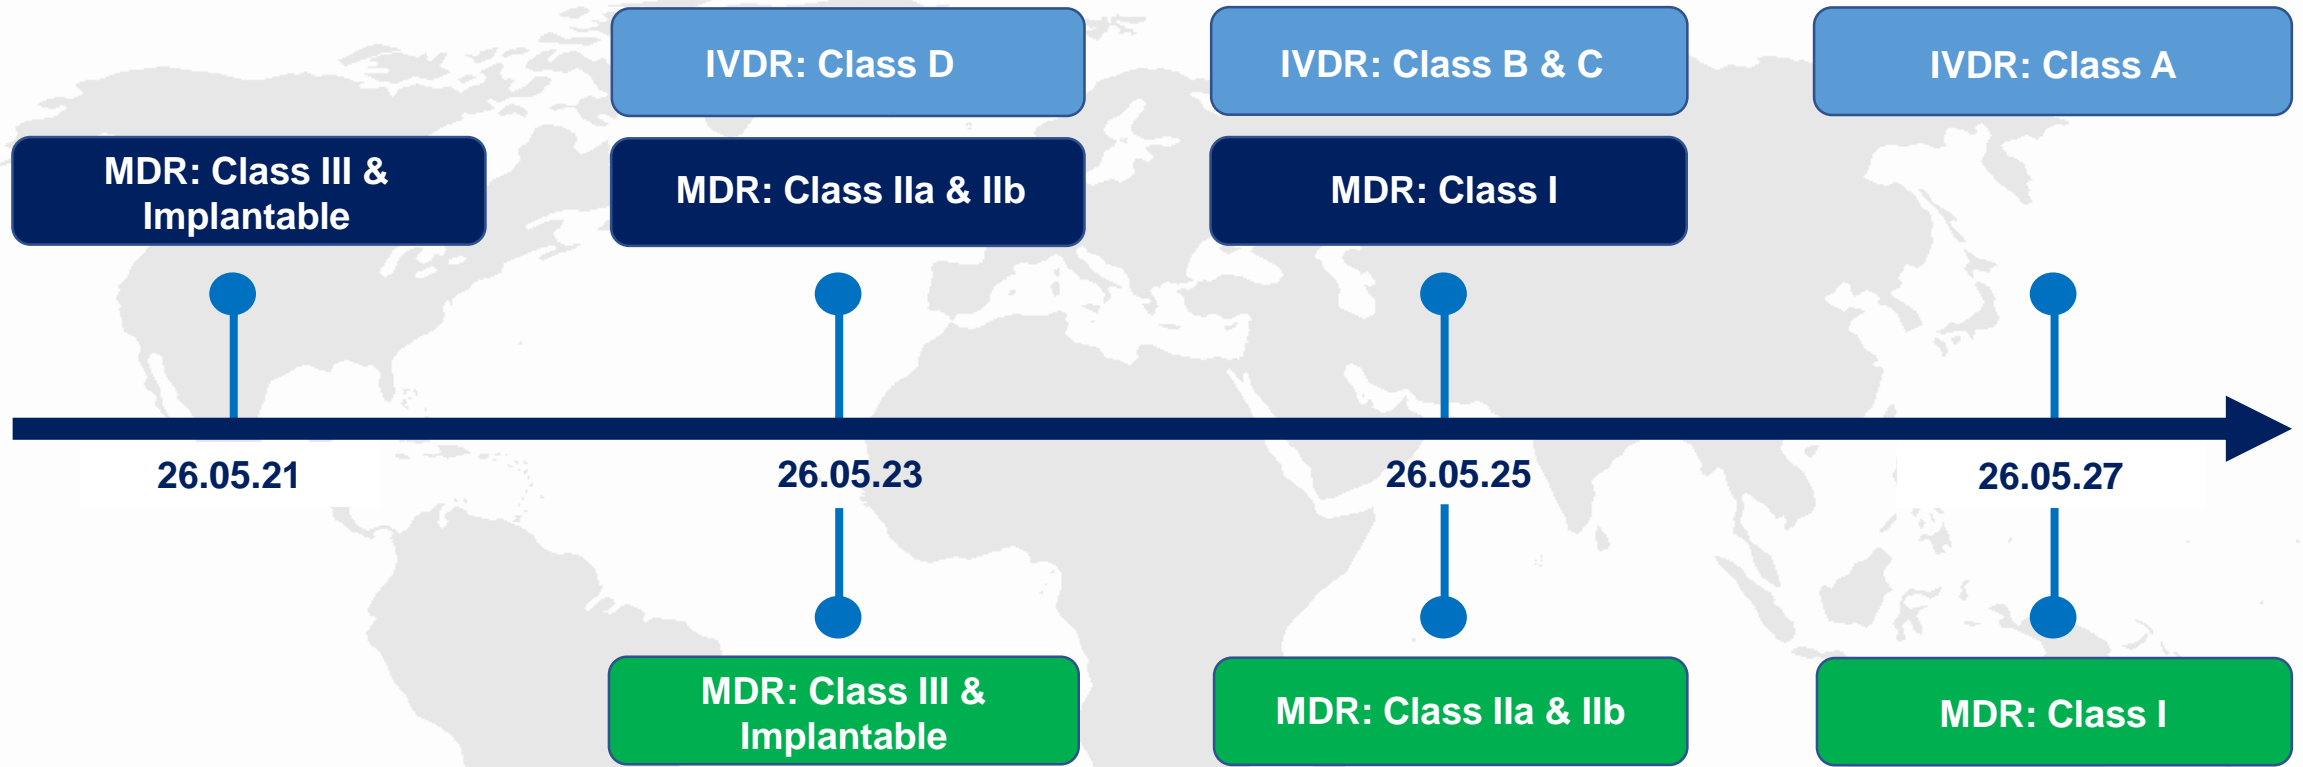 IVDR: Class D
IVDR: Class B & C
IVDR: Class A
MDR: Class III &
Implantable
MDR: Class IIa & IIb
MDR: Class I
26.05.21
26.05.23
26.05.25
26.05.27
MDR: Class III &
Implantable
MDR: Class IIa & IIb
MDR: Class I